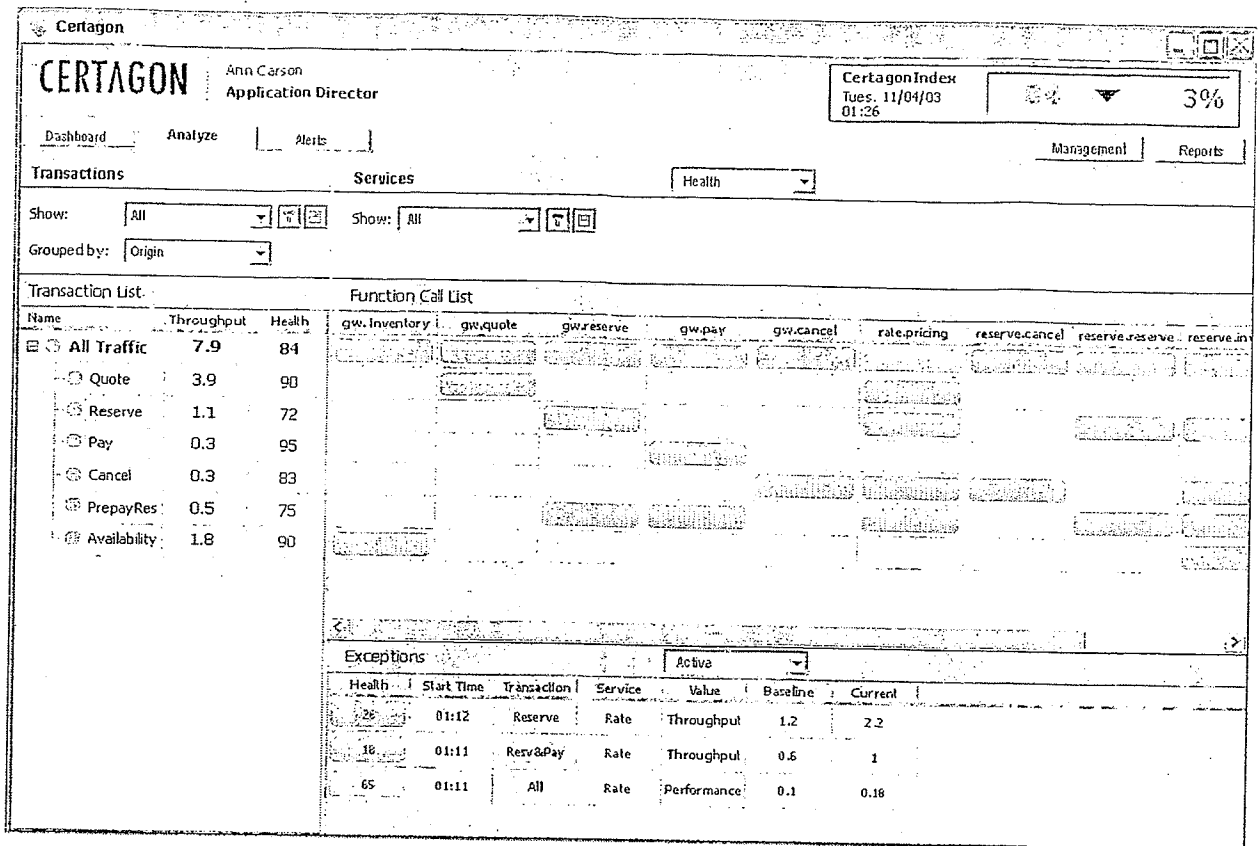 Certagon
CERTAGON
Ann Carson
Application Director
CertagonIndex
Tues. 11/04/03
01:26
84 3%
Dashboard Analyze Alerts
Management Reports
Transactions Services Health
Show: All Show: All
Grouped by: Origin
Transaction List Function Call List
Name Throughput Health gw.Inventory gw.quote gw.reserve gw.pay gw.cancel rate.pricing reserve.cancel reserve.reserve reserve.inv
All Traffic 7.9 84
Quote 3.9 90
Reserve 1.1 72
Pay 0.3 95
Cancel 0.3 83
PrepayRes 0.5 75
Availability 1.8 90
Exceptions Active
Health Start Time Transaction Service Value Baseline Current
26 01:12 Reserve Rate Throughput 1.2 2.2
18 01:11 Resv&Pay Rate Throughput 0.6 1
65 01:11 All Rate Performance 0.1 0.18